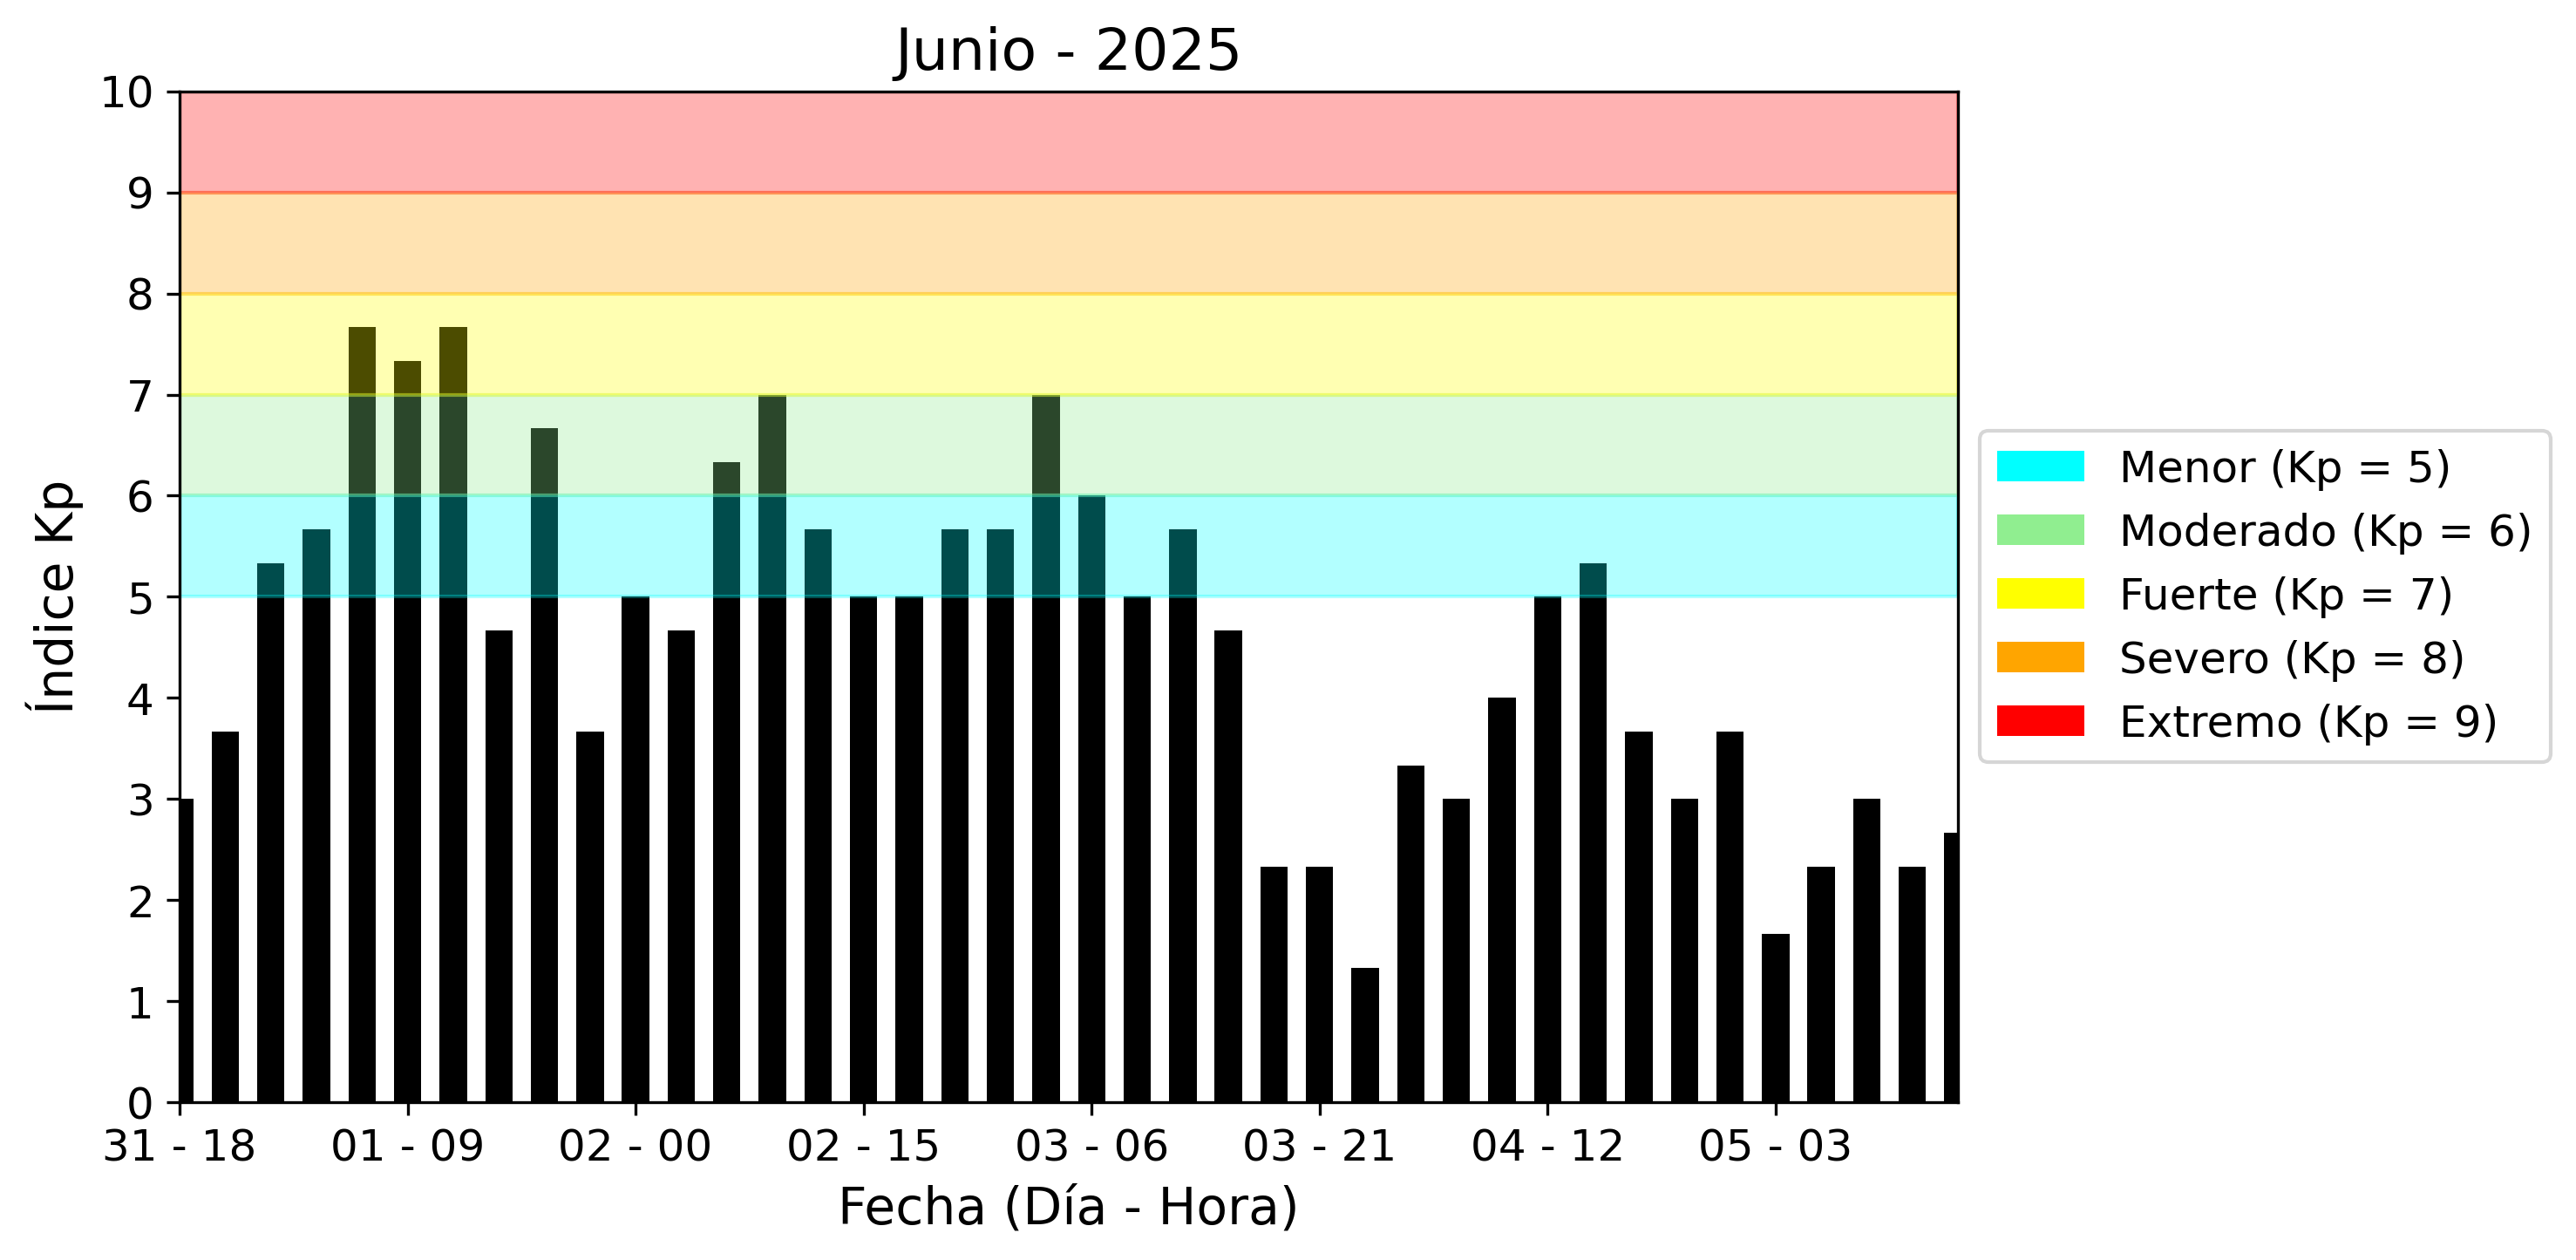 Junio - 2025
10
9
8
7
6
5
4
3
2
1
0
Índice Kp
31 - 18
01 - 09
02 - 00
02 - 15
03 - 06
03 - 21
04 - 12
05 - 03
Fecha (Día - Hora)
Menor (Kp = 5)
Moderado (Kp = 6)
Fuerte (Kp = 7)
Severo (Kp = 8)
Extremo (Kp = 9)